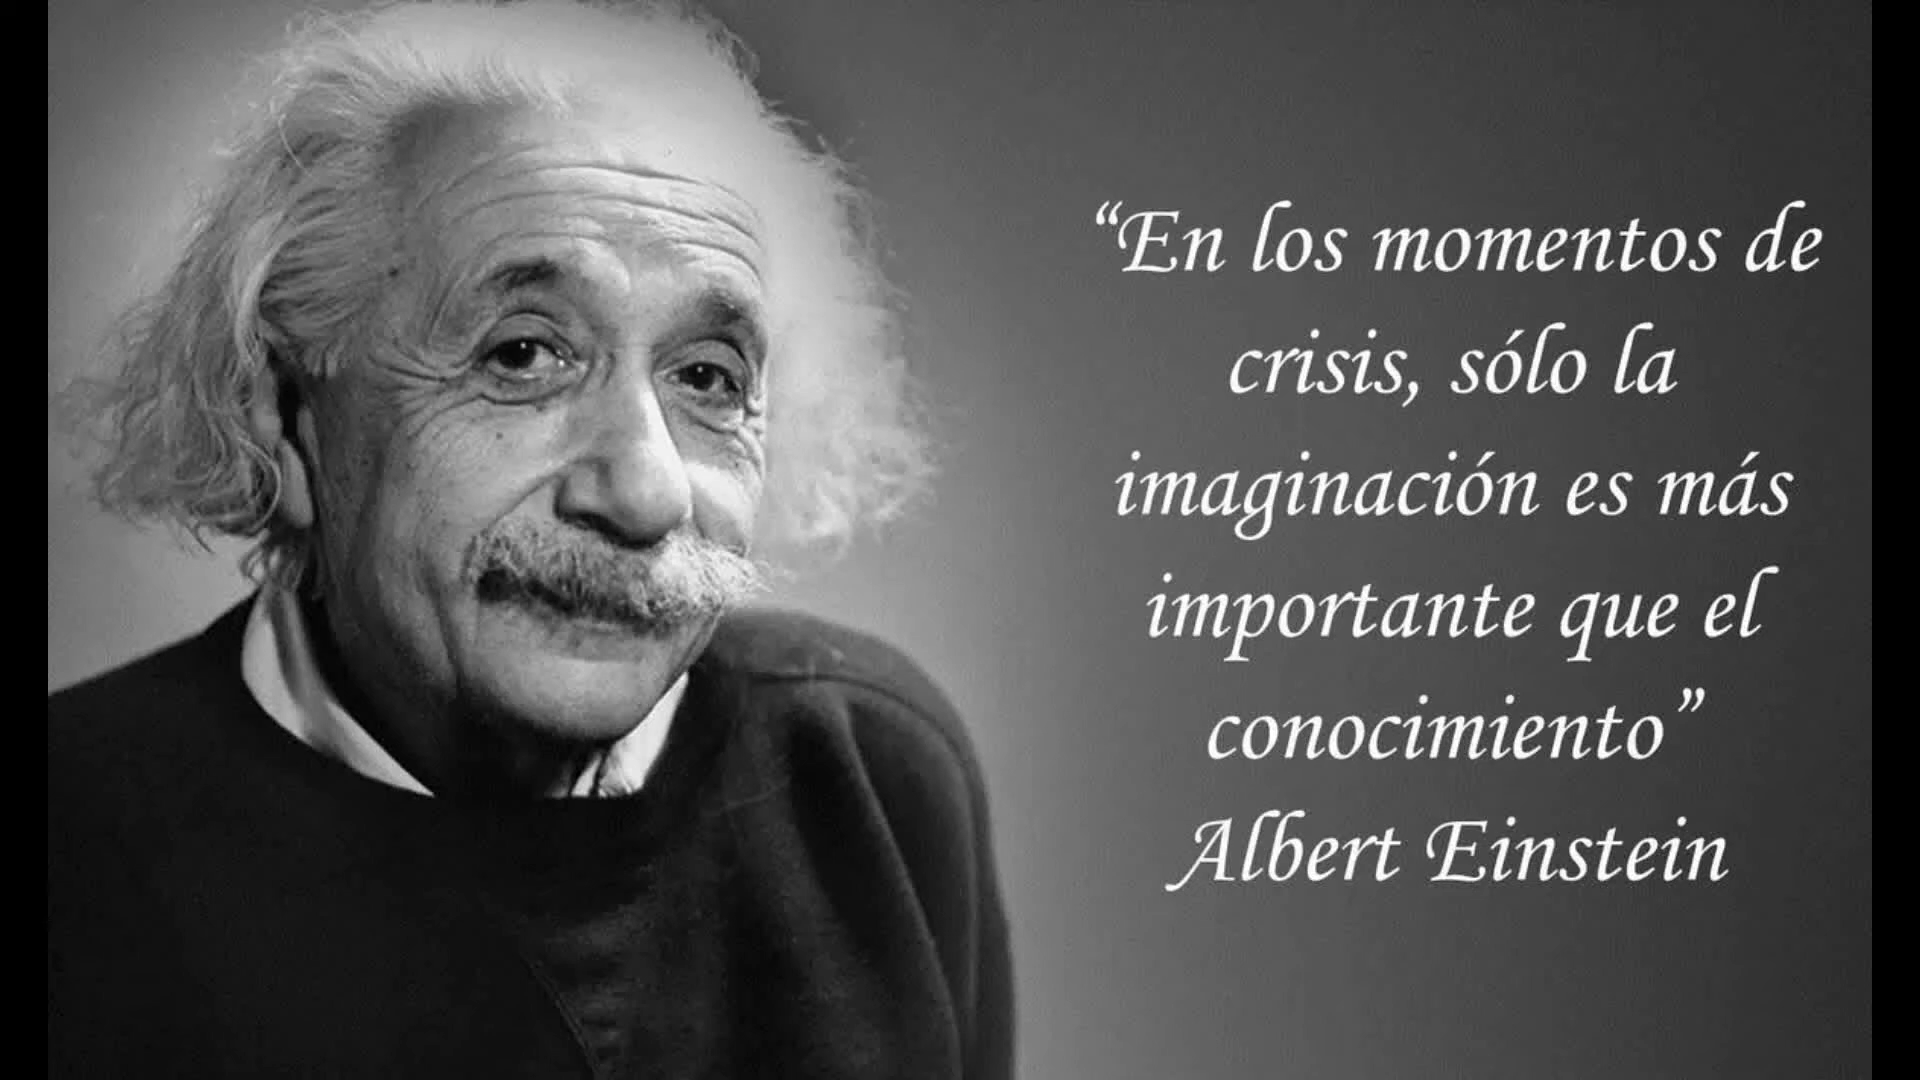 “En los momentos de
crisis, sólo la
imaginación es más
importante que el
conocimiento”
Albert Einstein